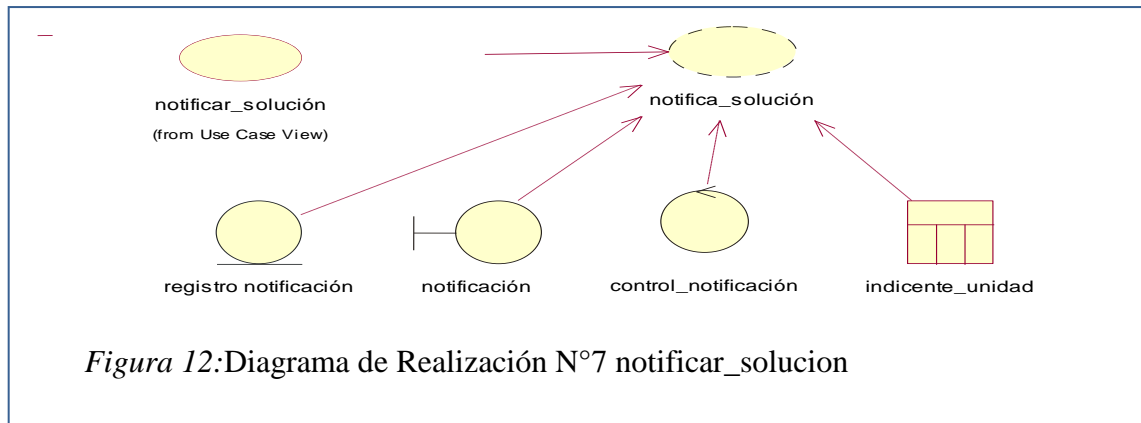 notificar_solución
(from Use Case View)
notifica_solución
registro notificación
notificación
control_notificación
indicente_unidad
Figura 12:Diagrama de Realización N°7 notificar_solucion